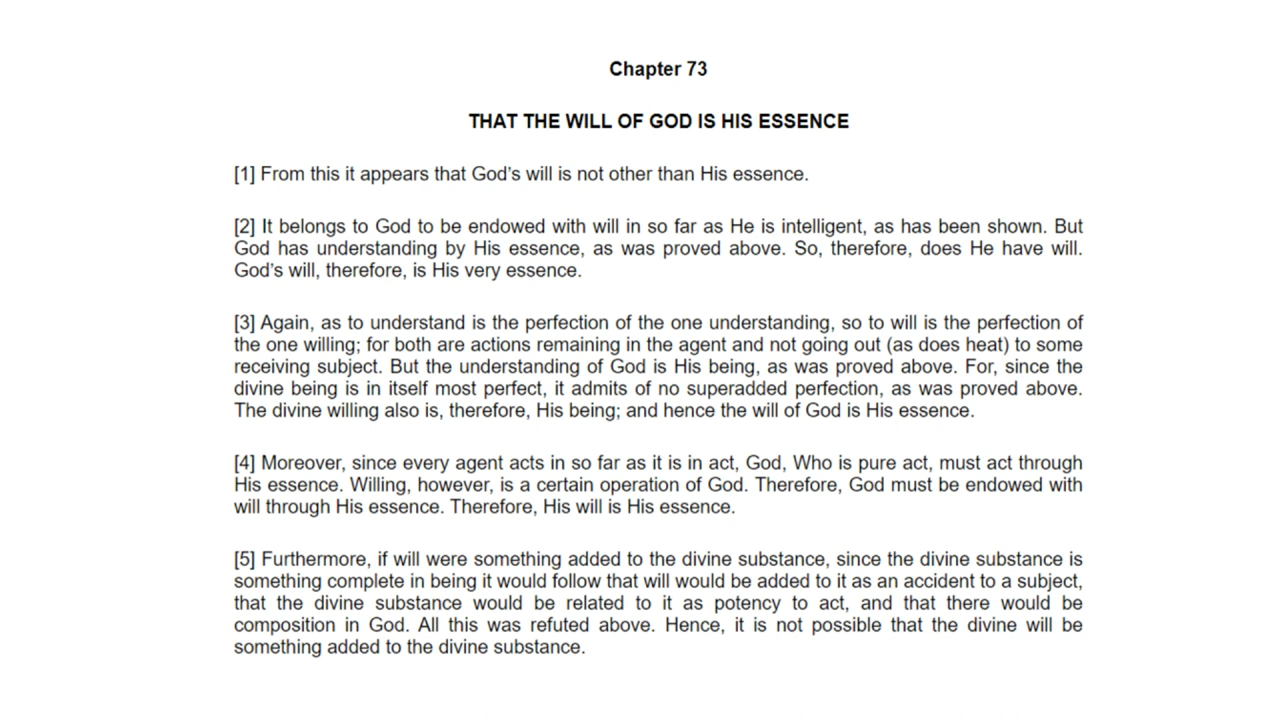 Chapter 73
THAT THE WILL OF GOD IS HIS ESSENCE
[1] From this it appears that God’s will is not other than His essence.
[2] It belongs to God to be endowed with will in so far as He is intelligent, as has been shown. But
God has understanding by His essence, as was proved above. So, therefore, does He have will.
God’s will, therefore, is His very essence.
[3] Again, as to understand is the perfection of the one understanding, so to will is the perfection of
the one willing; for both are actions remaining in the agent and not going out (as does heat) to some
receiving subject. But the understanding of God is His being, as was proved above. For, since the
divine being is in itself most perfect, it admits of no superadded perfection, as was proved above.
The divine willing also is, therefore, His being; and hence the will of God is His essence.
[4] Moreover, since every agent acts in so far as it is in act, God, Who is pure act, must act through
His essence. Willing, however, is a certain operation of God. Therefore, God must be endowed with
will through His essence. Therefore, His will is His essence.
[5] Furthermore, if will were something added to the divine substance, since the divine substance is
something complete in being it would follow that will would be added to it as an accident to a subject,
that the divine substance would be related to it as potency to act, and that there would be
composition in God. All this was refuted above. Hence, it is not possible that the divine will be
something added to the divine substance.